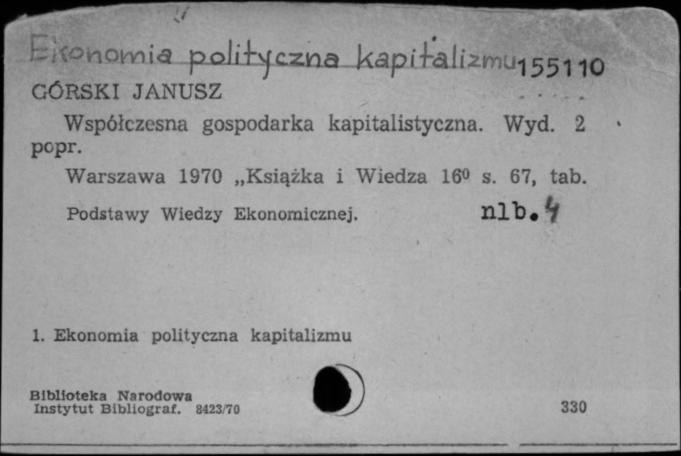 Ekonomia polityczna kapitalizmu 155110
GÓRSKI JANUSZ
Współczesna gospodarka kapitalistyczna. Wyd. 2
popr.
Warszawa 1970 „Książka i Wiedza 16⁰ s. 67, tab.
Podstawy Wiedzy Ekonomicznej. nlb. 4
1. Ekonomia polityczna kapitalizmu
Biblioteka Narodowa
Instytut Bibliograf. 8423/70 330